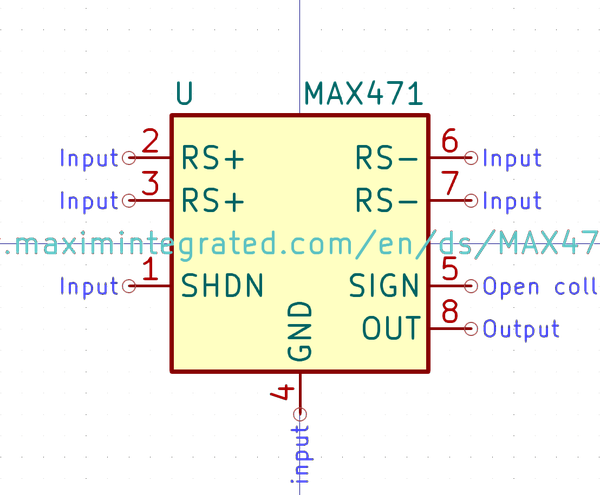 U MAX471
2
6
Input RS+ RS- Input
3
7
Input RS+ RS- Input
.maximintegrated.com/en/ds/MAX47
1
5
Input SHDN SIGN Open coll
8
OUT Output
GND
4
input